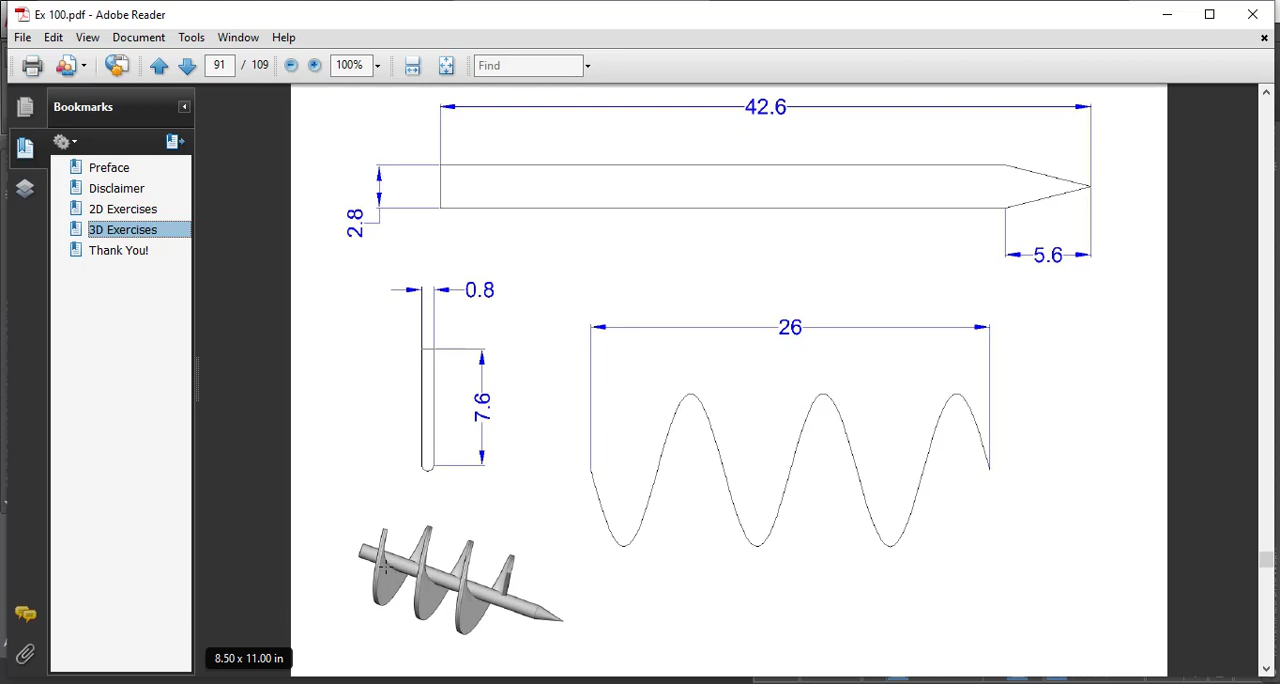 Ex 100.pdf - Adobe Reader
File Edit View Document Tools Window Help
91 / 109 100% Find
Bookmarks
Preface
Disclaimer
2D Exercises
3D Exercises
Thank You!
42.6
2.8
5.6
0.8
7.6
26
8.50 x 11.00 in